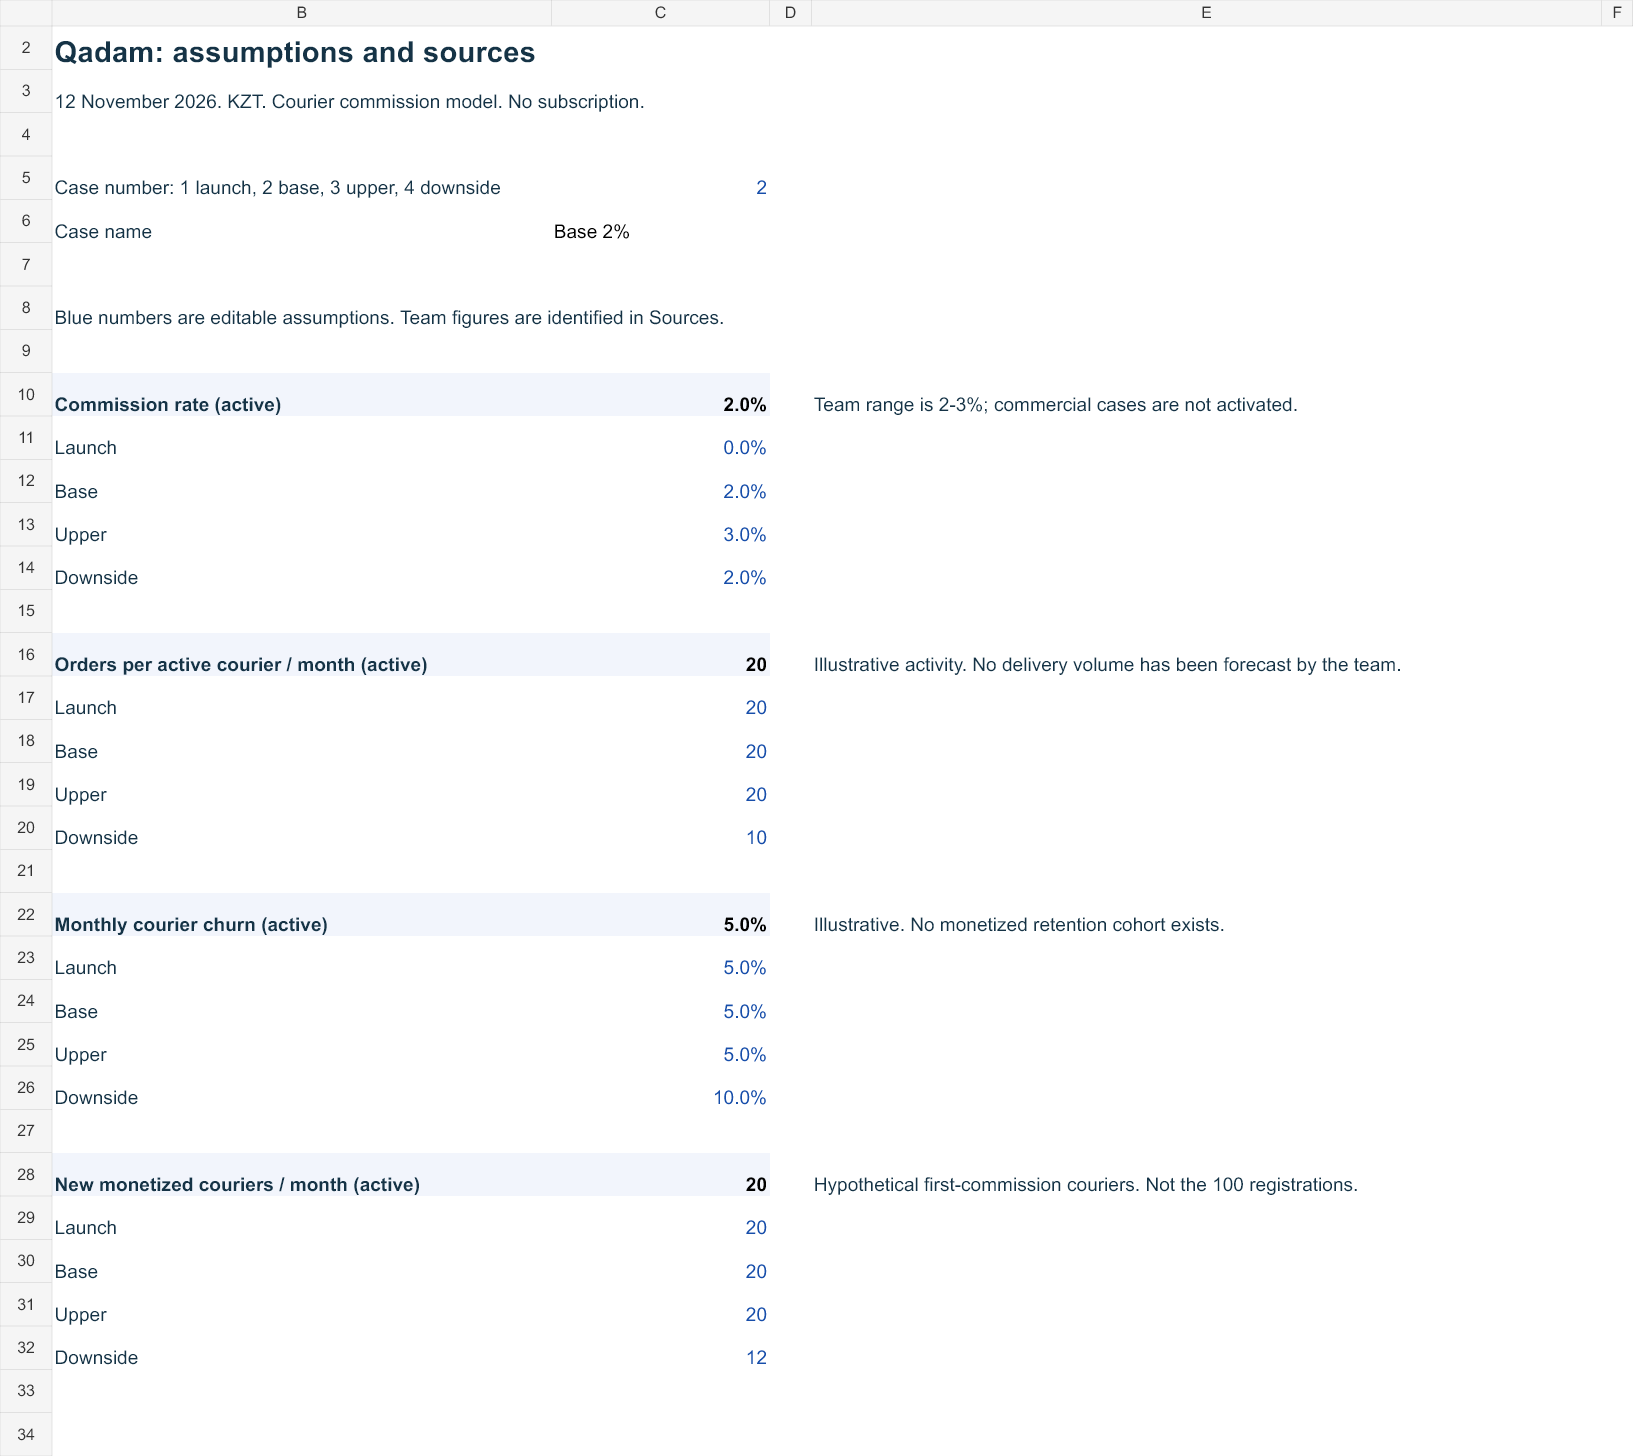 B C D E F
2 Qadam: assumptions and sources
3 12 November 2026. KZT. Courier commission model. No subscription.
4
5 Case number: 1 launch, 2 base, 3 upper, 4 downside 2
6 Case name Base 2%
7
8 Blue numbers are editable assumptions. Team figures are identified in Sources.
9
10 Commission rate (active) 2.0% Team range is 2-3%; commercial cases are not activated.
11 Launch 0.0%
12 Base 2.0%
13 Upper 3.0%
14 Downside 2.0%
15
16 Orders per active courier / month (active) 20 Illustrative activity. No delivery volume has been forecast by the team.
17 Launch 20
18 Base 20
19 Upper 20
20 Downside 10
21
22 Monthly courier churn (active) 5.0% Illustrative. No monetized retention cohort exists.
23 Launch 5.0%
24 Base 5.0%
25 Upper 5.0%
26 Downside 10.0%
27
28 New monetized couriers / month (active) 20 Hypothetical first-commission couriers. Not the 100 registrations.
29 Launch 20
30 Base 20
31 Upper 20
32 Downside 12
33
34